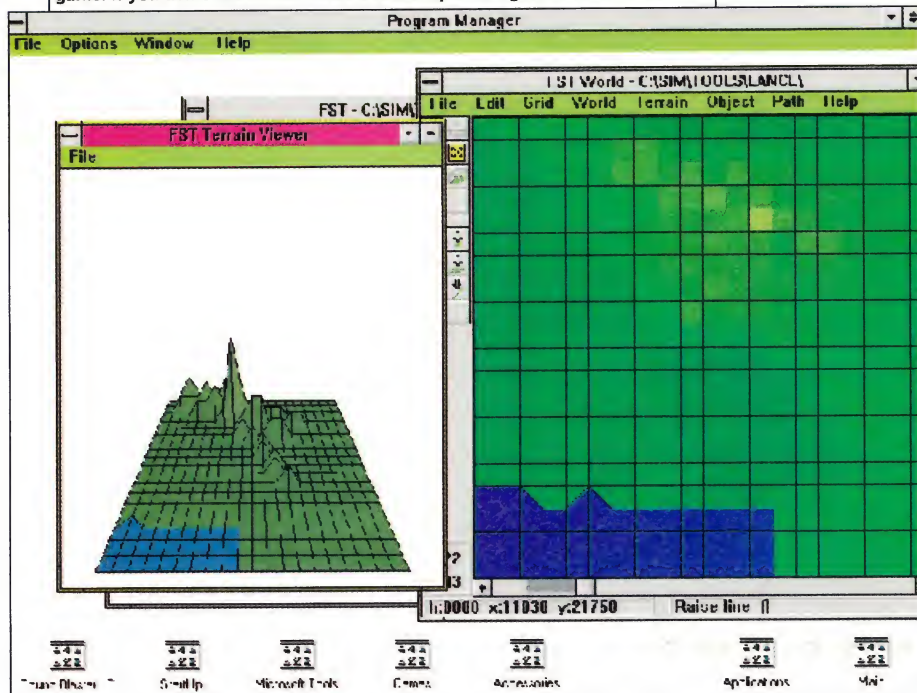 Program Manager
File Options Window Help
FST - C:\SIM\
FST World - C:\SIM\TOOLS\LANCL\
File Edit Grid World Terrain Object Path Help
FST Terrain Viewer
File
h:0000 x:11030 y:21750 Raise line
StartUp Microsoft Tools Games Accessories Applications Main